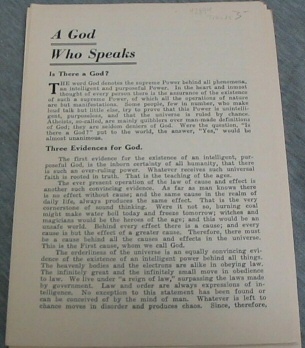 A God
Who Speaks
Is There a God?
THE word God denotes the supreme Power behind all phenomena,
an intelligent and purposeful Power. In the heart and inmost
thought of every person there is the assurance of the existence
of such a supreme Power, of which all the operations of nature
are but manifestations. Some people, few in number, who make
loud talk but little stir, try to prove that this Power is unintelli-
gent, purposeless, and that the universe is ruled by chance.
Atheists, so-called, are mainly quibblers over man-made definitions
of God; they are seldom deniers of God. Were the question, "Is
there a God?" put to the world, the answer, "Yes," would be
almost unanimous.
Three Evidences for God.
The first evidence for the existence of an intelligent, pur-
poseful God, is the inborn certainty of all humanity, that there
is such an over-ruling power. Whatever receives such universal
faith is rooted in truth. That is the teaching of the ages.
The ever present operation of the law of cause and effect is
another such convincing evidence. As far as man knows there
is no effect without cause; and the same cause in the realm of
daily life, always produces the same effect. That is the very
cornerstone of sound thinking. Were it not so, burning coal
might make water boil today and freeze tomorrow; witches and
magicians would be the heroes of the age; and this would be an
unsafe world. Behind every effect there is a cause; and every
cause is but the effect of a greater cause. Therefore, there must
be a cause behind all the causes and effects in the universe.
This is the First cause, whom we call God.
The orderliness of the universe is an equally convincing evi-
dence of the existence of an intelligent power behind all things.
The heavenly bodies and the electrons are alike in obeying law.
The infinitely great and the infinitely small move in obedience
to law. We live under "a reign of law," surpassing the laws made
by government. Law and order are always expressions of in-
telligence. No exception to this statement has been found or
can be conceived of by the mind of man. Whatever is left to
chance moves in disorder and produces chaos. Since, therefore,